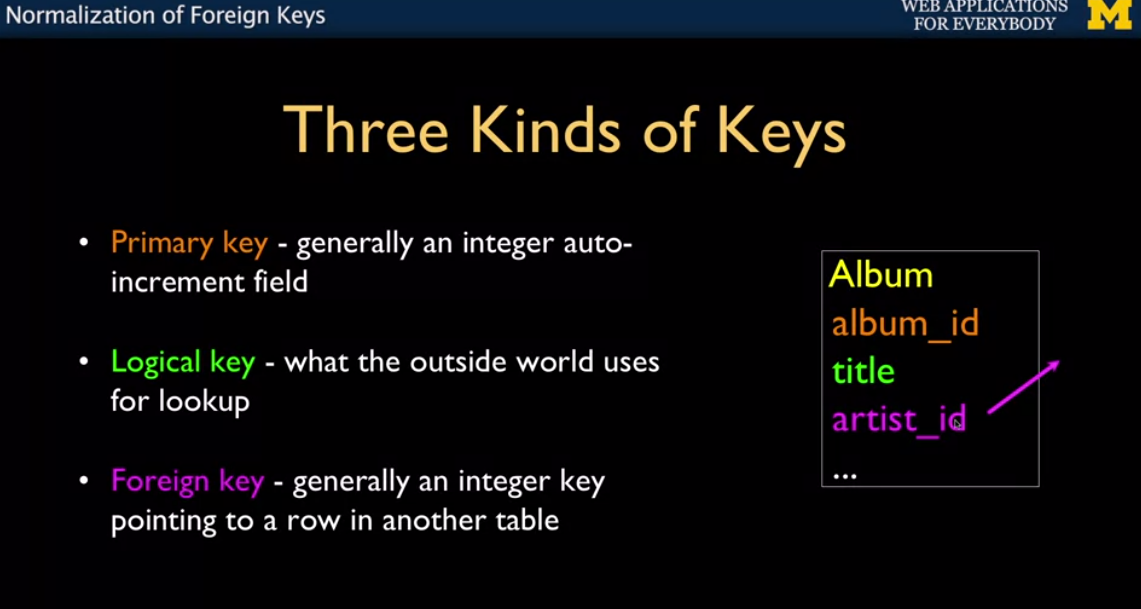 Normalization of Foreign Keys
WEB APPLICATIONS
FOR EVERYBODY
M
Three Kinds of Keys
• Primary key - generally an integer auto-
increment field
• Logical key - what the outside world uses
for lookup
• Foreign key - generally an integer key
pointing to a row in another table
Album
album_id
title
artist_id
...